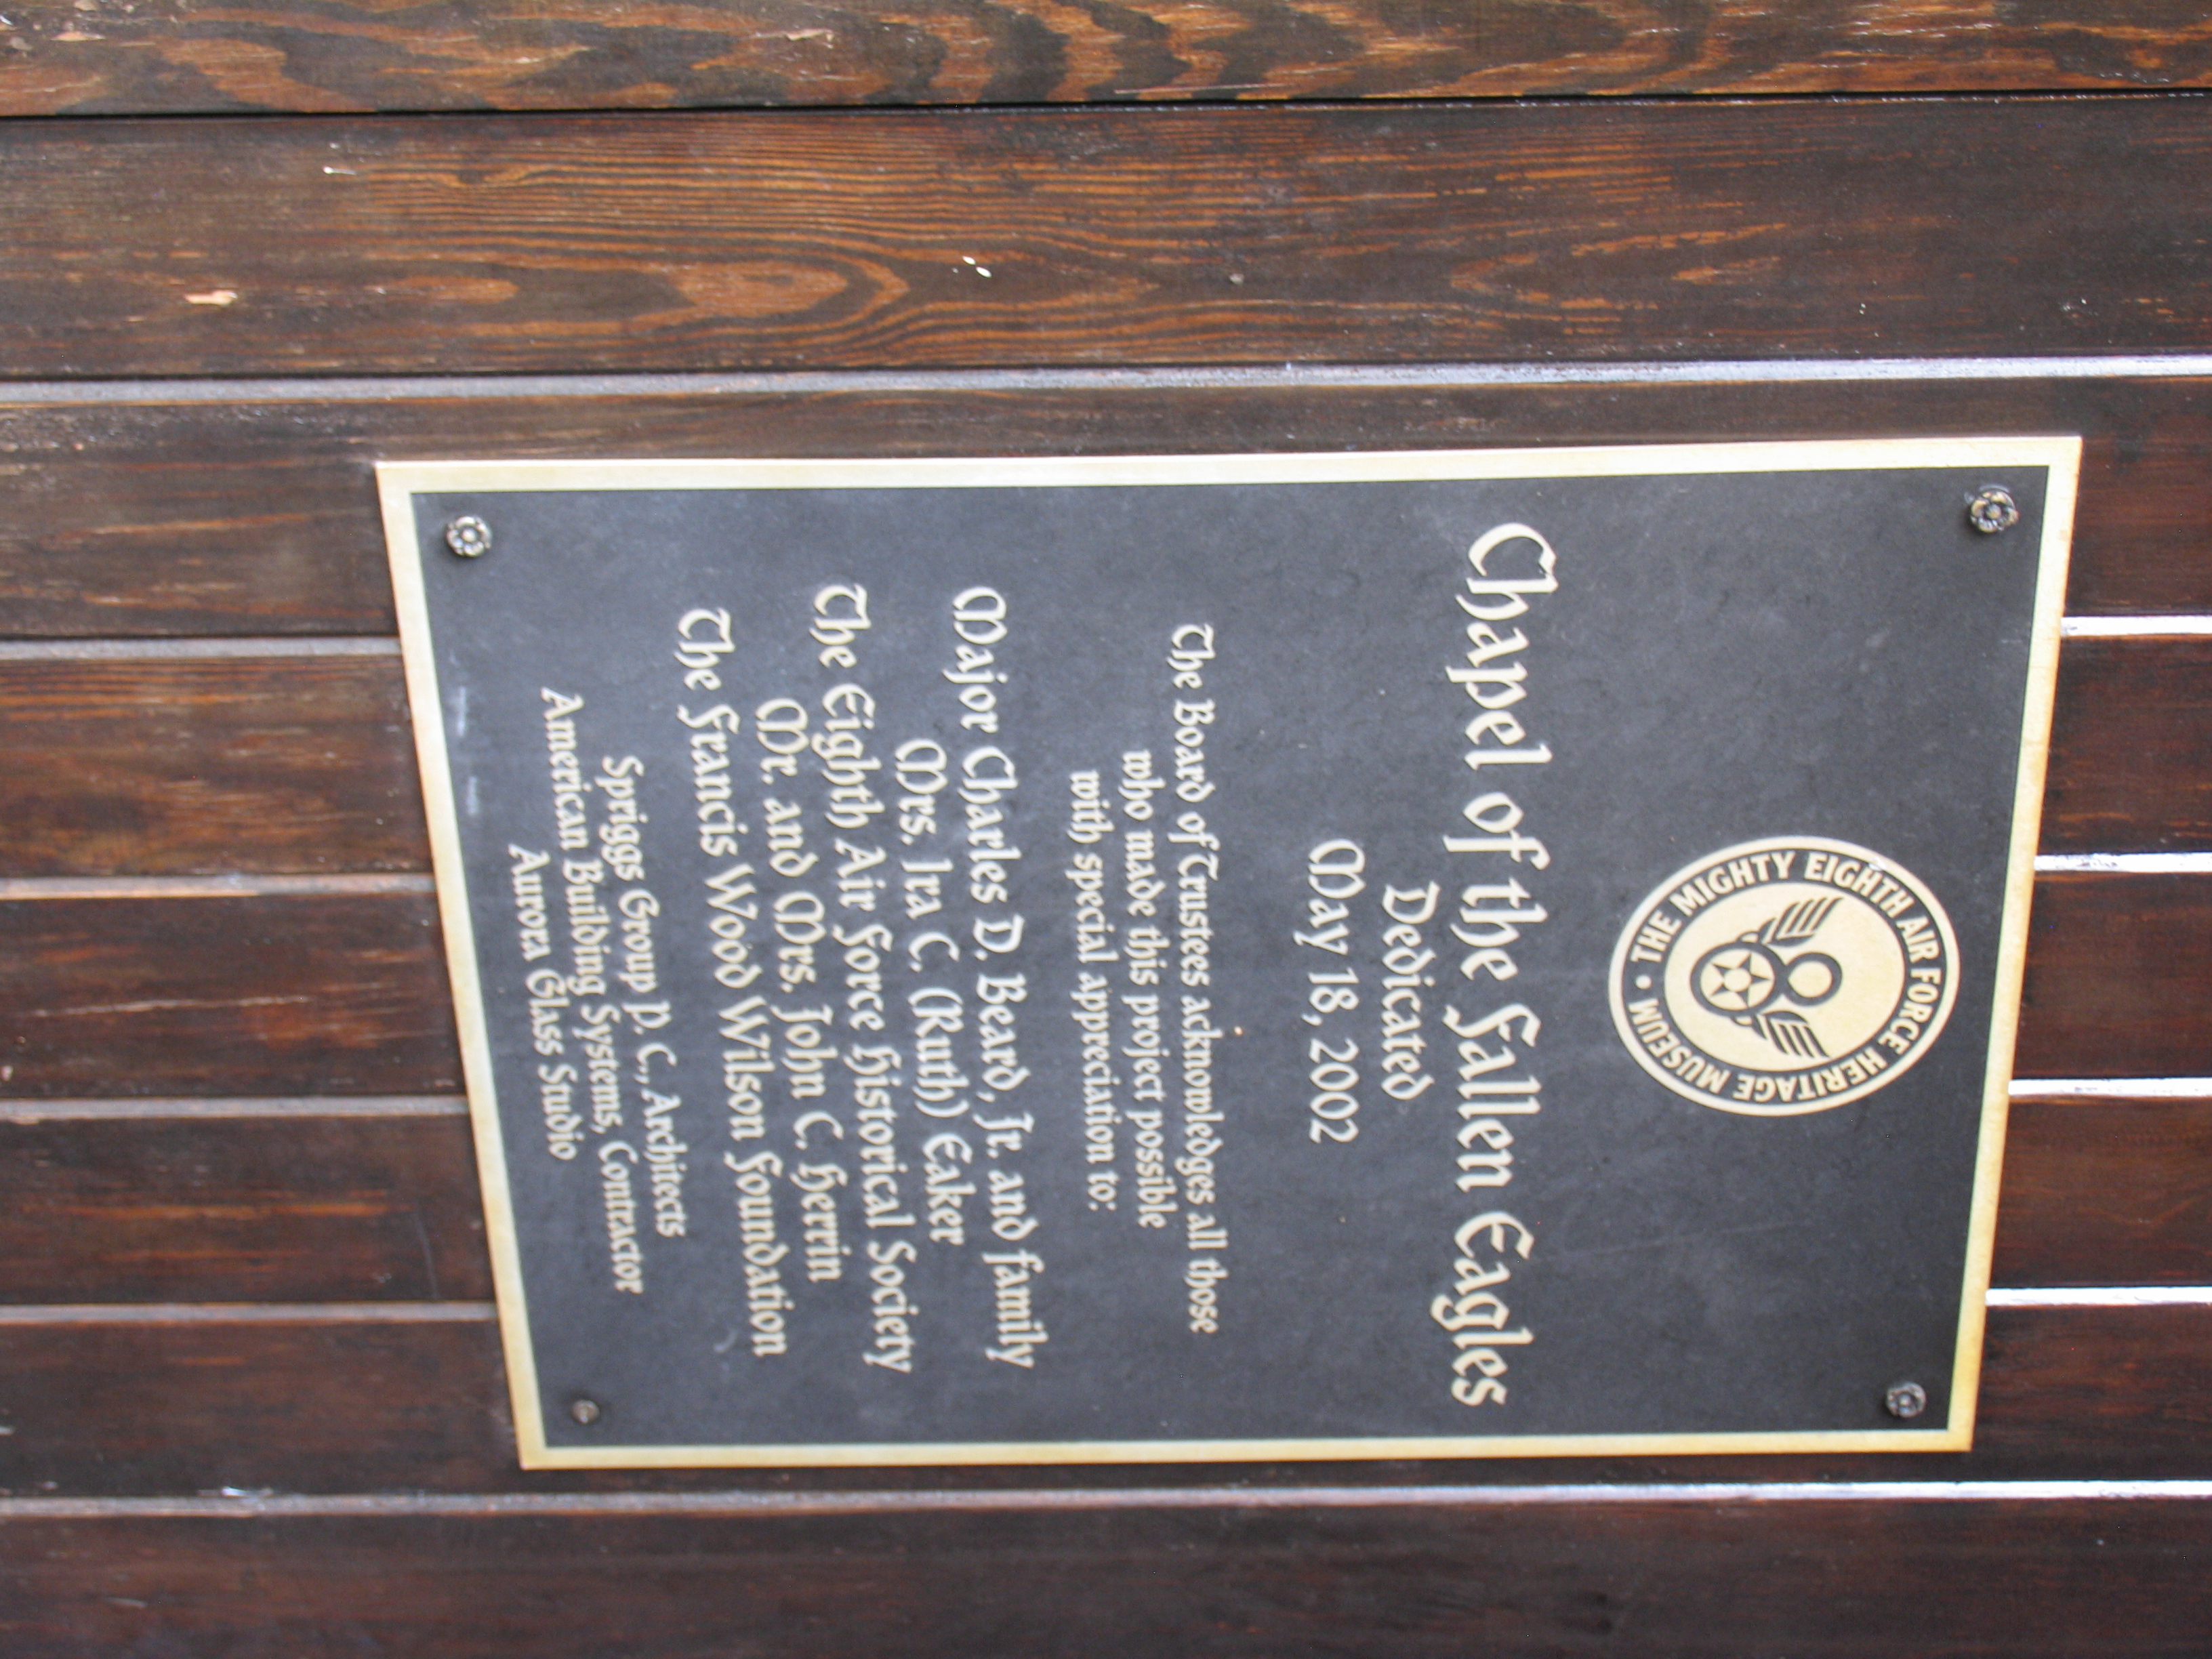 THE MIGHTY EIGHTH AIR FORCE HERITAGE MUSEUM •
8
Chapel of the Fallen Eagles
Dedicated
May 18, 2002
The Board of Trustees acknowledges all those
who made this project possible
with special appreciation to:
Major Charles D. Beard, Jr. and family
Mrs. Ira C. (Ruth) Eaker
The Eighth Air Force Historical Society
Mr. and Mrs. John C. Herrin
The Francis Wood Wilson Foundation
Spriggs Group P. C., Architects
American Building Systems, Contractor
Aurora Glass Studio